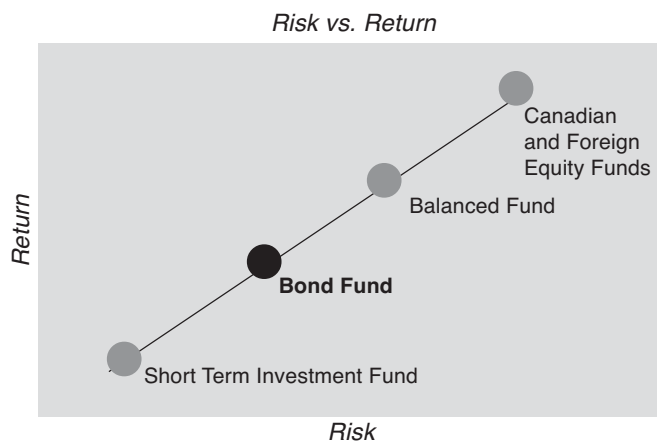 Risk vs. Return
Canadian
and Foreign
Equity Funds
Balanced Fund
Return
Bond Fund
Short Term Investment Fund
Risk